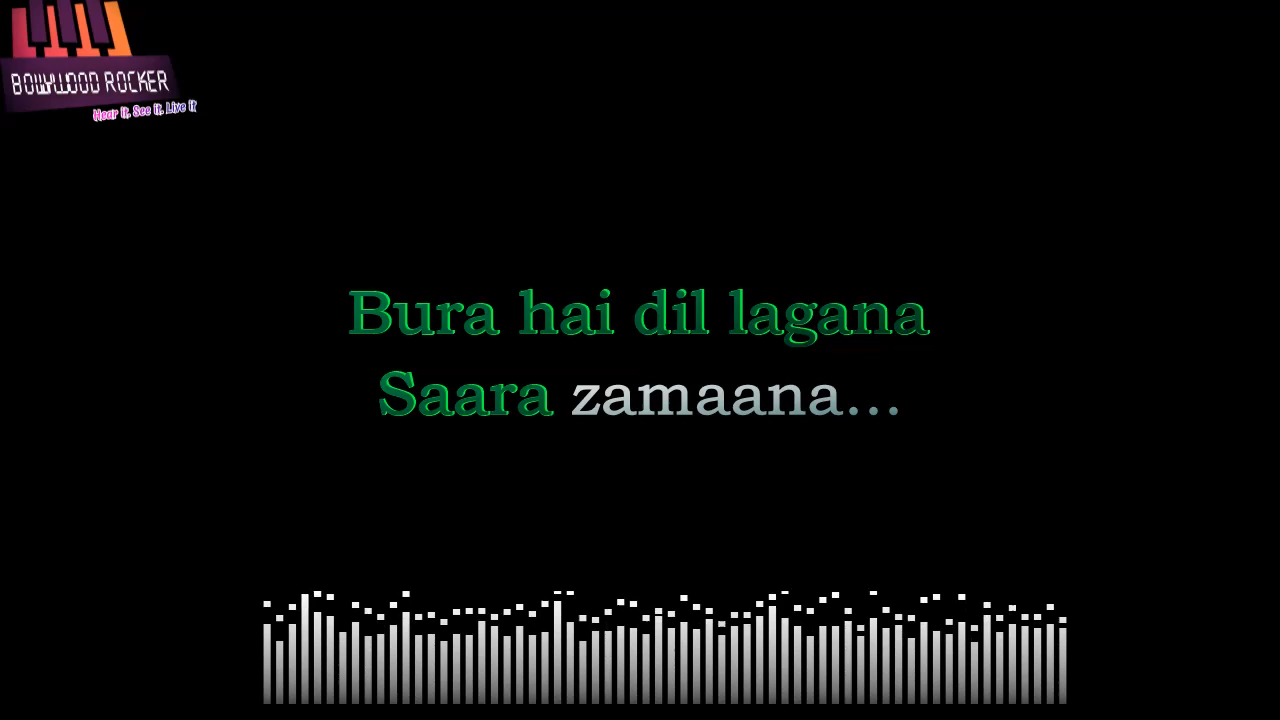 BOLLYWOOD ROCKER
Hear it. See it. Live it
Bura hai dil lagana
Saara zamaana...